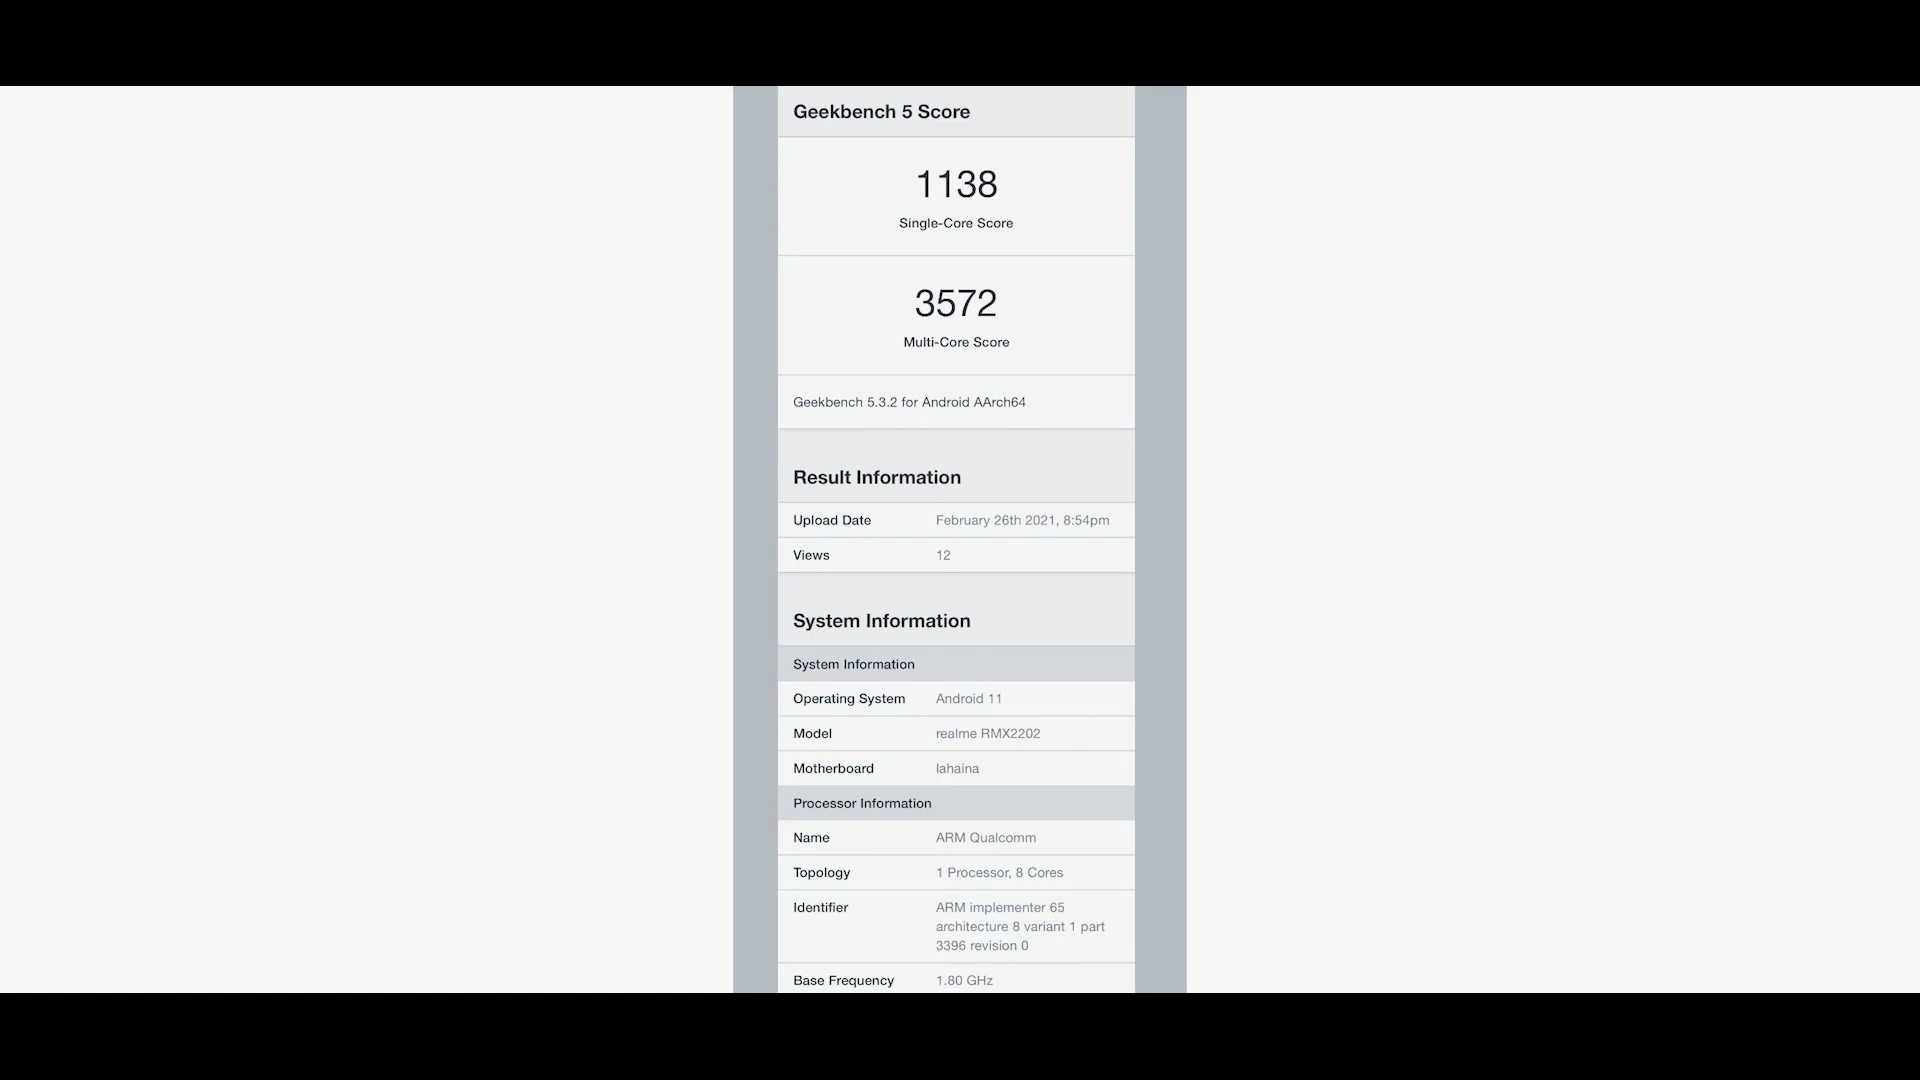 Geekbench 5 Score
1138
Single-Core Score
3572
Multi-Core Score
Geekbench 5.3.2 for Android AArch64
Result Information
Upload Date February 26th 2021, 8:54pm
Views 12
System Information
System Information
Operating System Android 11
Model realme RMX2202
Motherboard lahaina
Processor Information
Name ARM Qualcomm
Topology 1 Processor, 8 Cores
Identifier ARM implementer 65
architecture 8 variant 1 part
3396 revision 0
Base Frequency 1.80 GHz